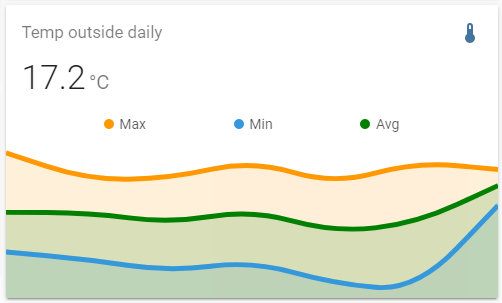 Temp outside daily
17.2 °C
Max Min Avg